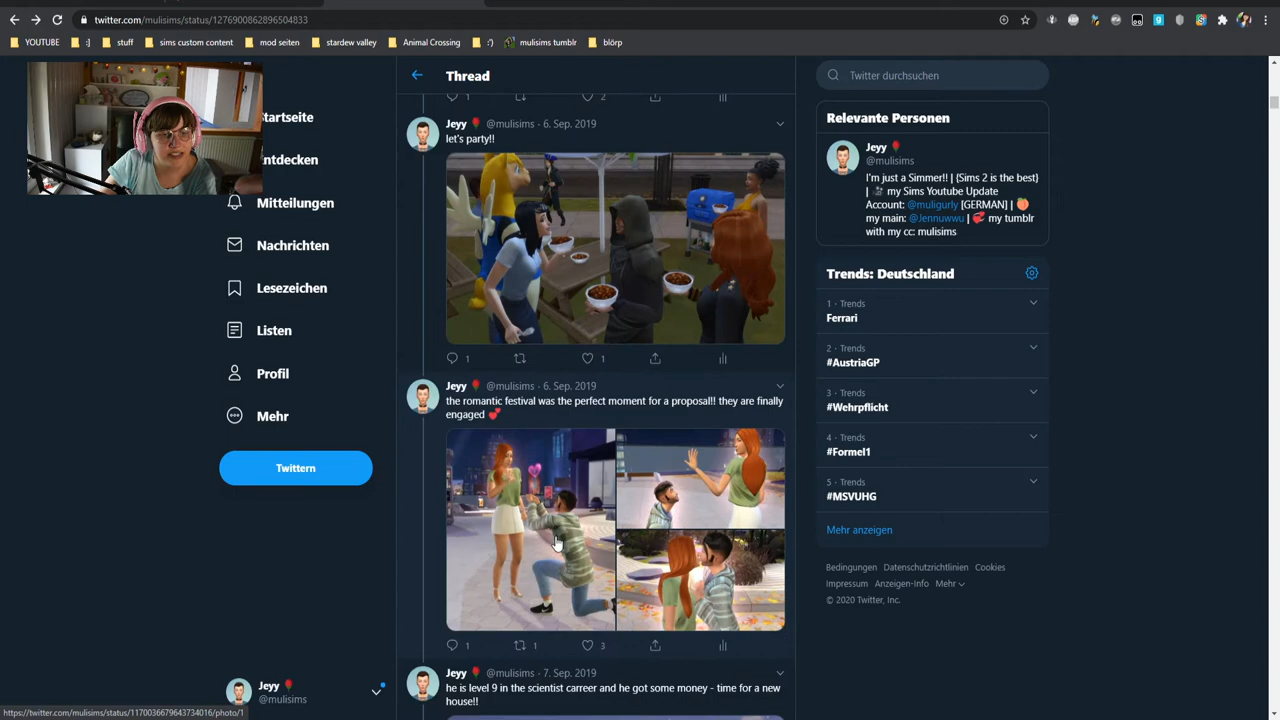 twitter.com/mulisims/status/1276900862896504833
YOUTUBE :] stuff sims custom content mod seiten stardew valley Animal Crossing :') mulisims tumblr blörp
Startseite
Entdecken
Mitteilungen
Nachrichten
Lesezeichen
Listen
Profil
Mehr
Twittern
Jeyy
@mulisims
Thread
1 2
Jeyy @mulisims · 6. Sep. 2019
let's party!!
1 1
Jeyy @mulisims · 6. Sep. 2019
the romantic festival was the perfect moment for a proposal!! they are finally
engaged 💕
1 1 3
Jeyy @mulisims · 7. Sep. 2019
he is level 9 in the scientist carreer and he got some money - time for a new
house!!
Twitter durchsuchen
Relevante Personen
Jeyy
@mulisims
I'm just a Simmer!! | {Sims 2 is the best}
| 🎥 my Sims Youtube Update
Account: @muligurly [GERMAN] | 🍑
my main: @Jennuwwu | 💞 my tumblr
with my cc: mulisims
Trends: Deutschland
1 · Trends
Ferrari
2 · Trends
#AustriaGP
3 · Trends
#Wehrpflicht
4 · Trends
#Formel1
5 · Trends
#MSVUHG
Mehr anzeigen
Bedingungen Datenschutzrichtlinien Cookies
Impressum Anzeigen-Info Mehr
© 2020 Twitter, Inc.
https://twitter.com/mulisims/status/1170036679643734016/photo/1